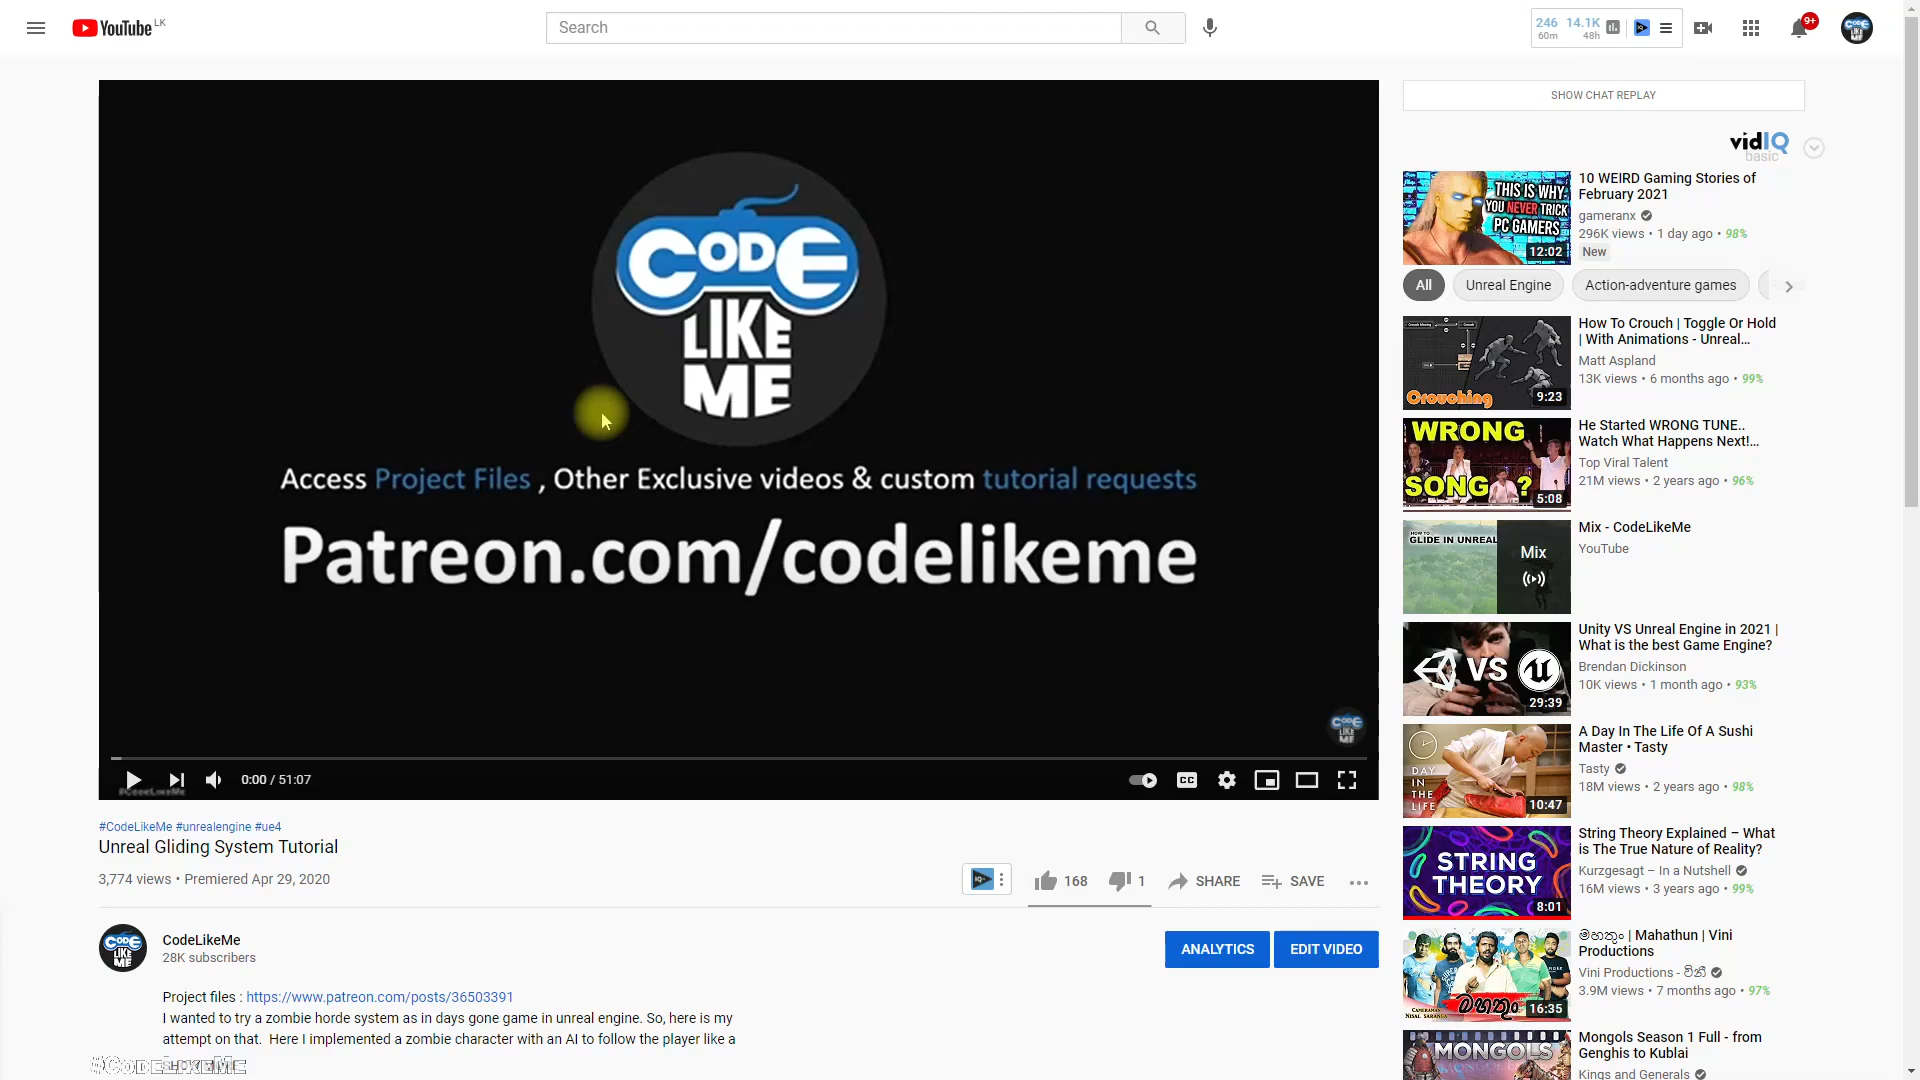 YouTube LK
Search
246 14.1K
60m 48h
9+
CODE
LIKE
ME
Access Project Files , Other Exclusive videos & custom tutorial requests
Patreon.com/codelikeme
CODE
LIKE
ME
0:00 / 51:07
CC
#CodeLikeMe
#CodeLikeMe #unrealengine #ue4
Unreal Gliding System Tutorial
3,774 views • Premiered Apr 29, 2020
168
1
SHARE
SAVE
CodeLikeMe
28K subscribers
ANALYTICS
EDIT VIDEO
Project files : https://www.patreon.com/posts/36503391
I wanted to try a zombie horde system as in days gone game in unreal engine. So, here is my
attempt on that. Here I implemented a zombie character with an AI to follow the player like a
#CodeLikeMe
SHOW CHAT REPLAY
vidIQ
basic
THIS IS WHY
YOU NEVER TRICK
PC GAMERS
12:02
10 WEIRD Gaming Stories of
February 2021
gameranx
296K views • 1 day ago • 98%
New
All
Unreal Engine
Action-adventure games
Crouching
9:23
How To Crouch | Toggle Or Hold
| With Animations - Unreal...
Matt Aspland
13K views • 6 months ago • 99%
WRONG
SONG ?
5:08
He Started WRONG TUNE..
Watch What Happens Next!...
Top Viral Talent
21M views • 2 years ago • 96%
HOW TO
GLIDE IN UNREAL
Mix
Mix - CodeLikeMe
YouTube
VS
29:39
Unity VS Unreal Engine in 2021 |
What is the best Game Engine?
Brendan Dickinson
10K views • 1 month ago • 93%
DAY
IN
THE
LIFE
10:47
A Day In The Life Of A Sushi
Master • Tasty
Tasty
18M views • 2 years ago • 98%
STRING
THEORY
8:01
String Theory Explained – What
is The True Nature of Reality?
Kurzgesagt – In a Nutshell
16M views • 3 years ago • 99%
මහතුං
CAMERAMAN
NISAL SARANGA
16:35
මහතුං | Mahathun | Vini
Productions
Vini Productions - විනී
3.9M views • 7 months ago • 97%
MONGOLS
Mongols Season 1 Full - from
Genghis to Kublai
Kings and Generals